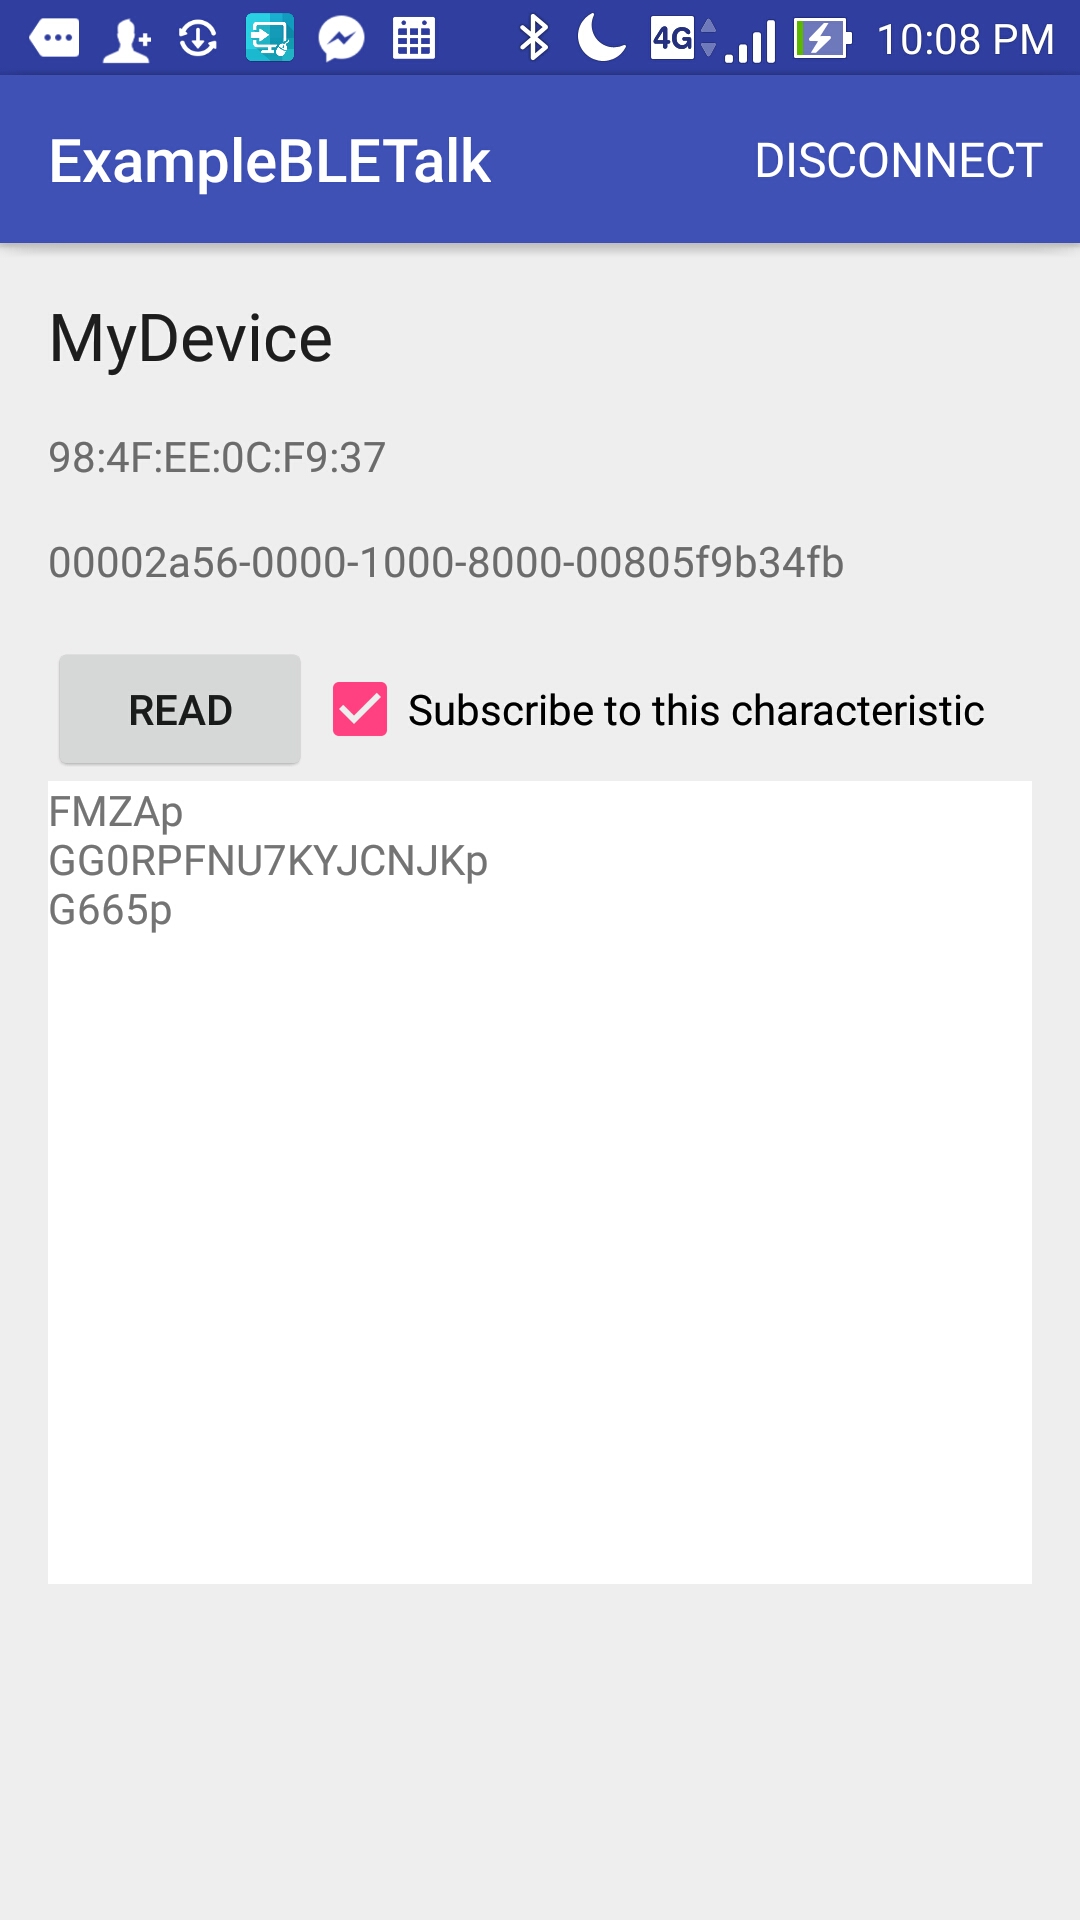 4G 10:08 PM
ExampleBLETalk DISCONNECT
MyDevice
98:4F:EE:0C:F9:37
00002a56-0000-1000-8000-00805f9b34fb
READ Subscribe to this characteristic
FMZAp
GG0RPFNU7KYJCNJKp
G665p